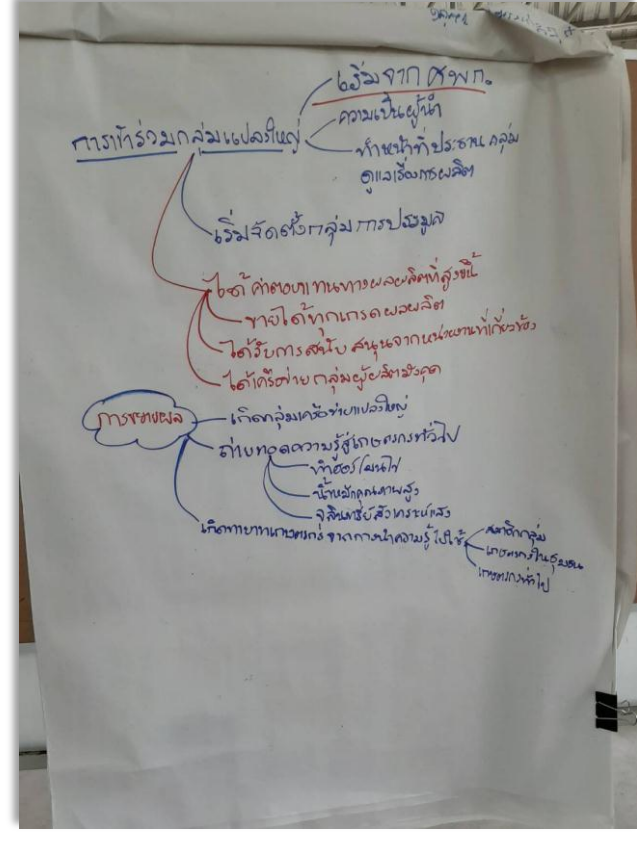 เริ่มจาก ศพก.
การเข้าร่วมกลุ่มแปลงใหญ่
ความเป็นผู้นำ
ทำหน้าที่ประธานกลุ่ม
ดูแลเรื่องการผลิต
เริ่มจัดตั้งกลุ่มการประมูล
ได้ค่าตอบแทนทางผลผลิตที่สูงขึ้น
ขายได้ทุกเกรดผลผลิต
ได้รับการสนับสนุนจากหน่วยงานที่เกี่ยวข้อง
ได้เครือข่ายกลุ่มผู้ผลิตมังคุด
การขยายผล
เกิดกลุ่มเครือข่ายแปลงใหญ่
ถ่ายทอดความรู้สู่เกษตรกรทั่วไป
ทำฮอร์โมนไข่
น้ำหมักคุณภาพสูง
จุลินทรีย์สังเคราะห์แสง
เกิดทายาทเกษตรกร จากการนำความรู้ไปใช้
สมาชิกกลุ่ม
เกษตรกรในชุมชน
เกษตรกรทั่วไป